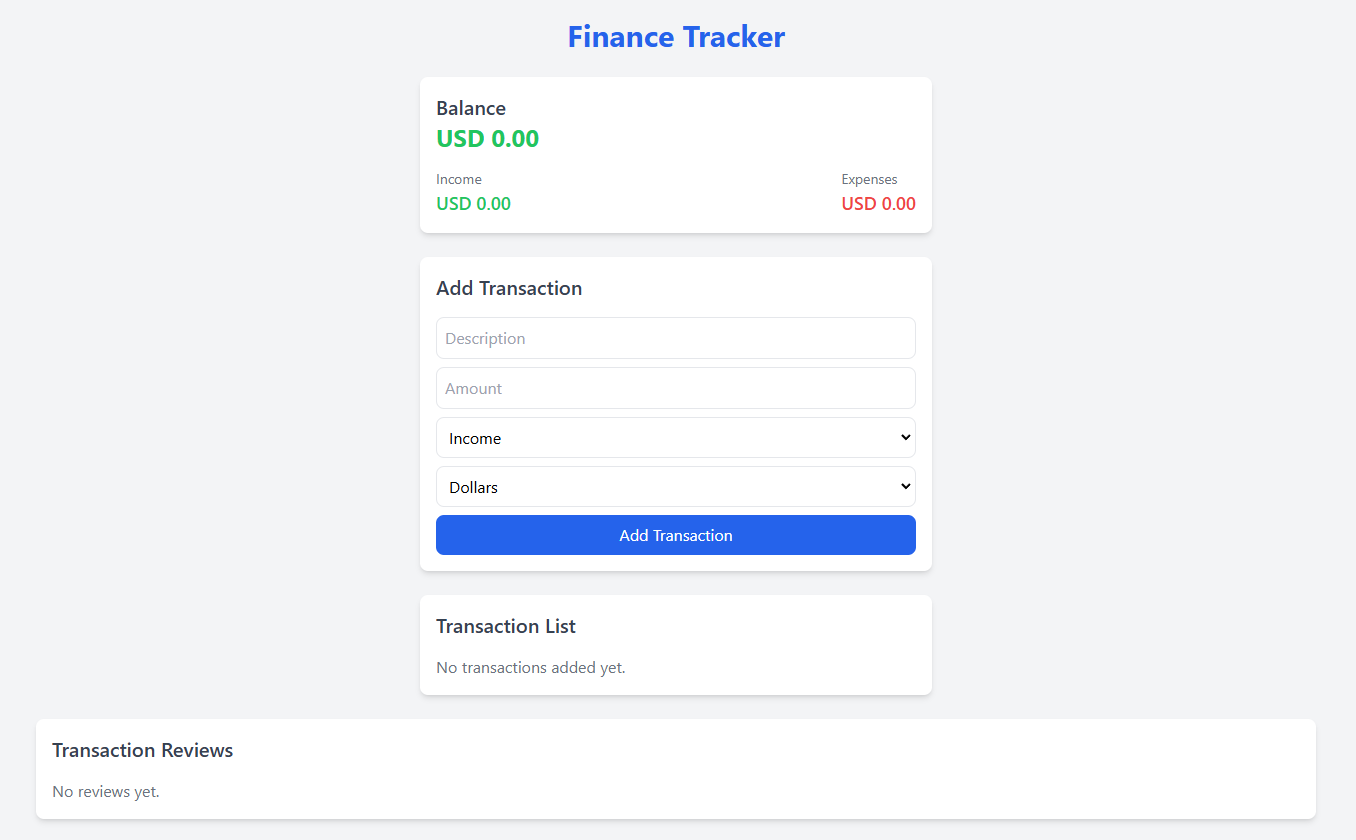 Finance Tracker
Balance
USD 0.00
Income Expenses
USD 0.00 USD 0.00
Add Transaction
Description
Amount
Income
Dollars
Add Transaction
Transaction List
No transactions added yet.
Transaction Reviews
No reviews yet.